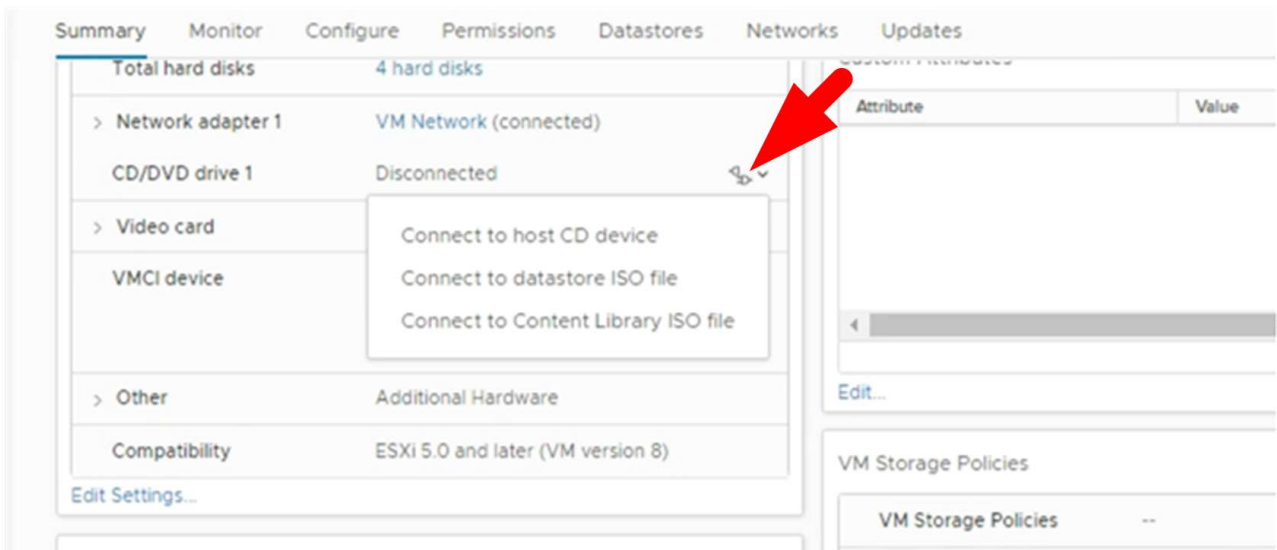 Summary Monitor Configure Permissions Datastores Networks Updates
Total hard disks 4 hard disks
> Network adapter 1 VM Network (connected)
CD/DVD drive 1 Disconnected
> Video card
Connect to host CD device
VMCI device
Connect to datastore ISO file
Connect to Content Library ISO file
> Other Additional Hardware
Compatibility ESXi 5.0 and later (VM version 8)
Edit Settings...
Custom Attributes
Attribute Value
Edit...
VM Storage Policies
VM Storage Policies --